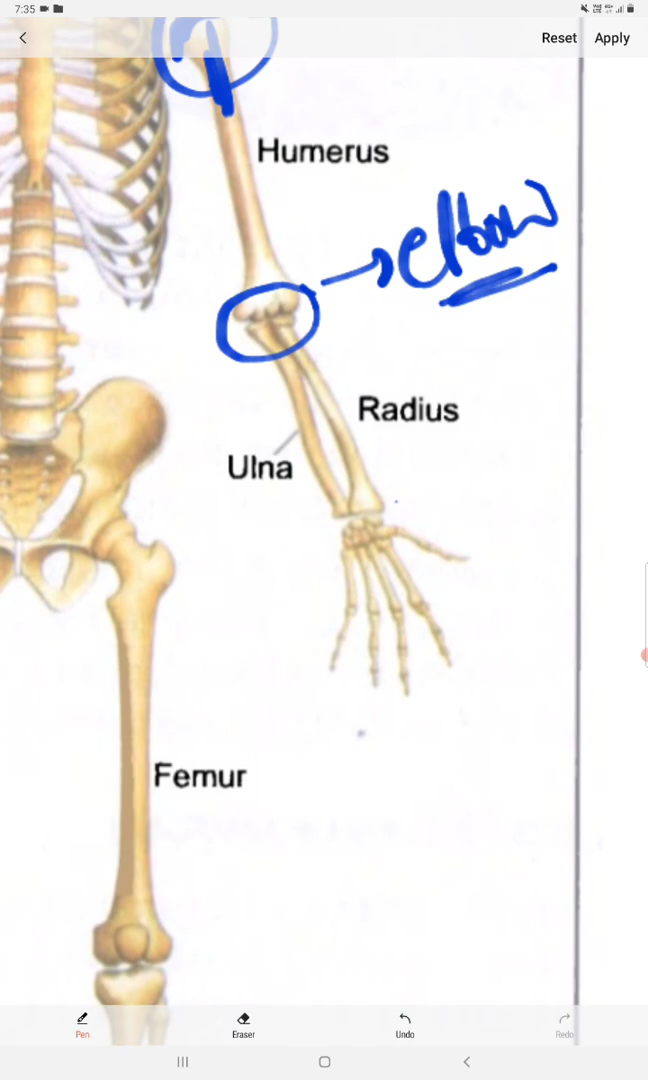 7:35
Reset Apply
Humerus
elbow
Radius
Ulna
Femur
Pen Eraser Undo Redo